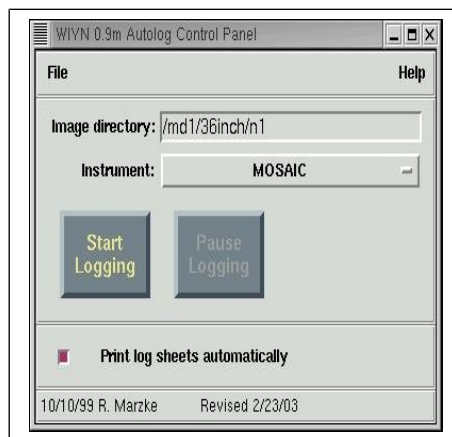 WIYN 0.9m Autolog Control Panel
File Help
Image directory: /md1/36inch/n1
Instrument: MOSAIC
Start Logging
Pause Logging
Print log sheets automatically
10/10/99 R. Marzke Revised 2/23/03